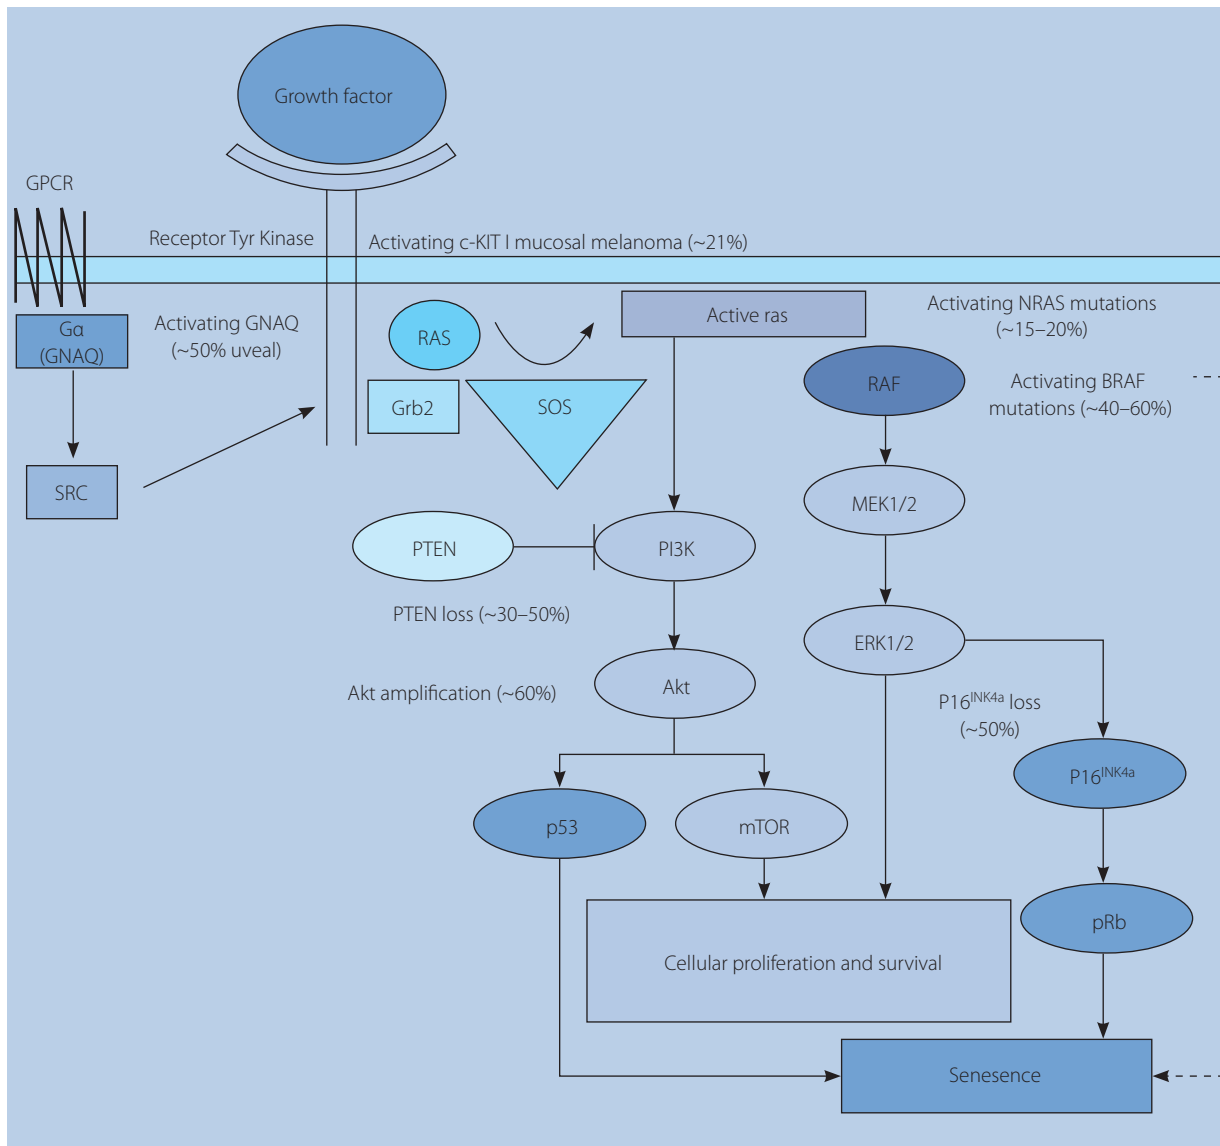 Growth factor
GPCR
Receptor Tyr Kinase
Activating c-KIT I mucosal melanoma (~21%)
Gα
(GNAQ)
Activating GNAQ
(~50% uveal)
RAS
Active ras
Activating NRAS mutations
(~15–20%)
Grb2
SOS
RAF
Activating BRAF
mutations (~40–60%)
SRC
MEK1/2
PTEN
PI3K
PTEN loss (~30–50%)
ERK1/2
Akt amplification (~60%)
Akt
P16INK4a loss
(~50%)
P16INK4a
p53
mTOR
pRb
Cellular proliferation and survival
Senesence